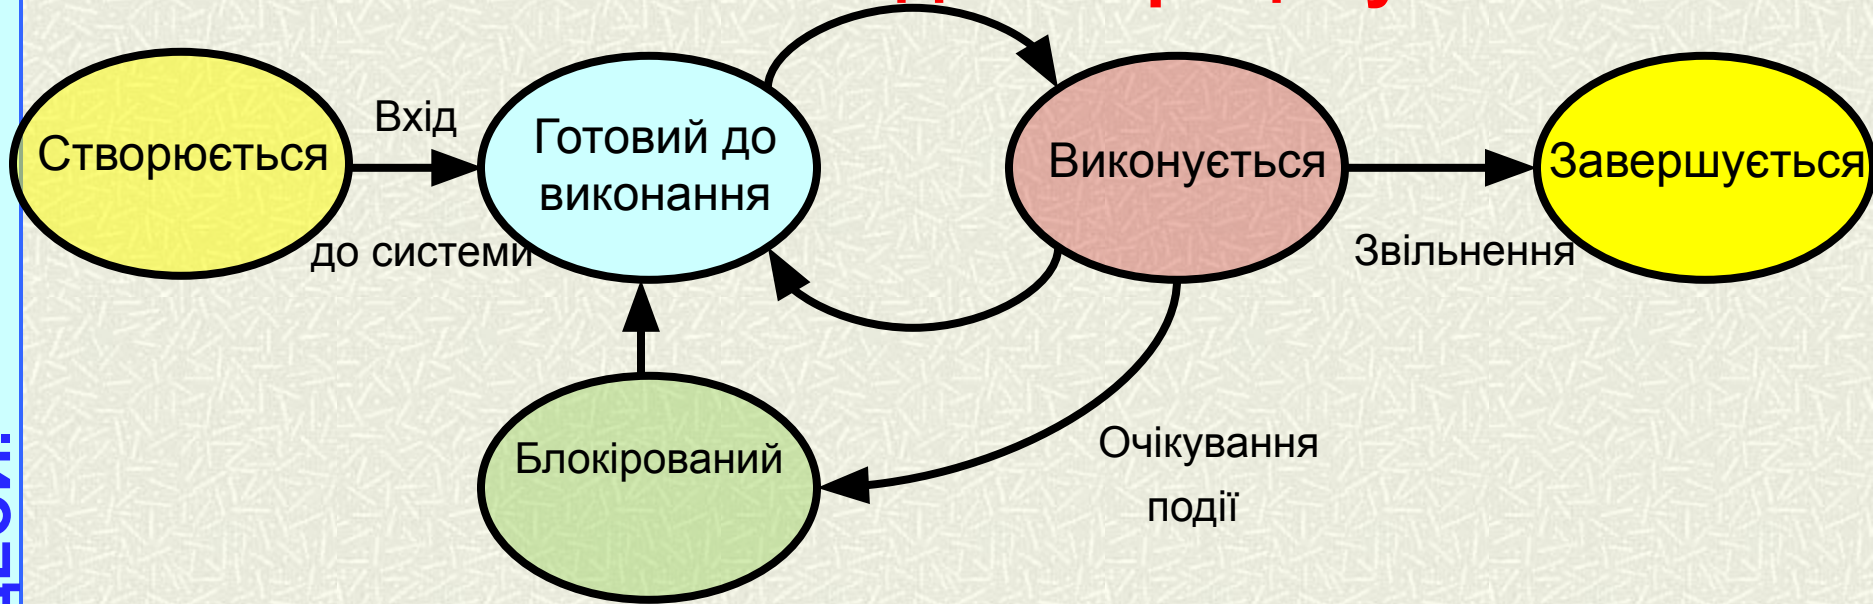 Створюється
Вхід
до системи
Готовий до
виконання
Виконується
Завершується
Звільнення
Блокірований
Очікування
події